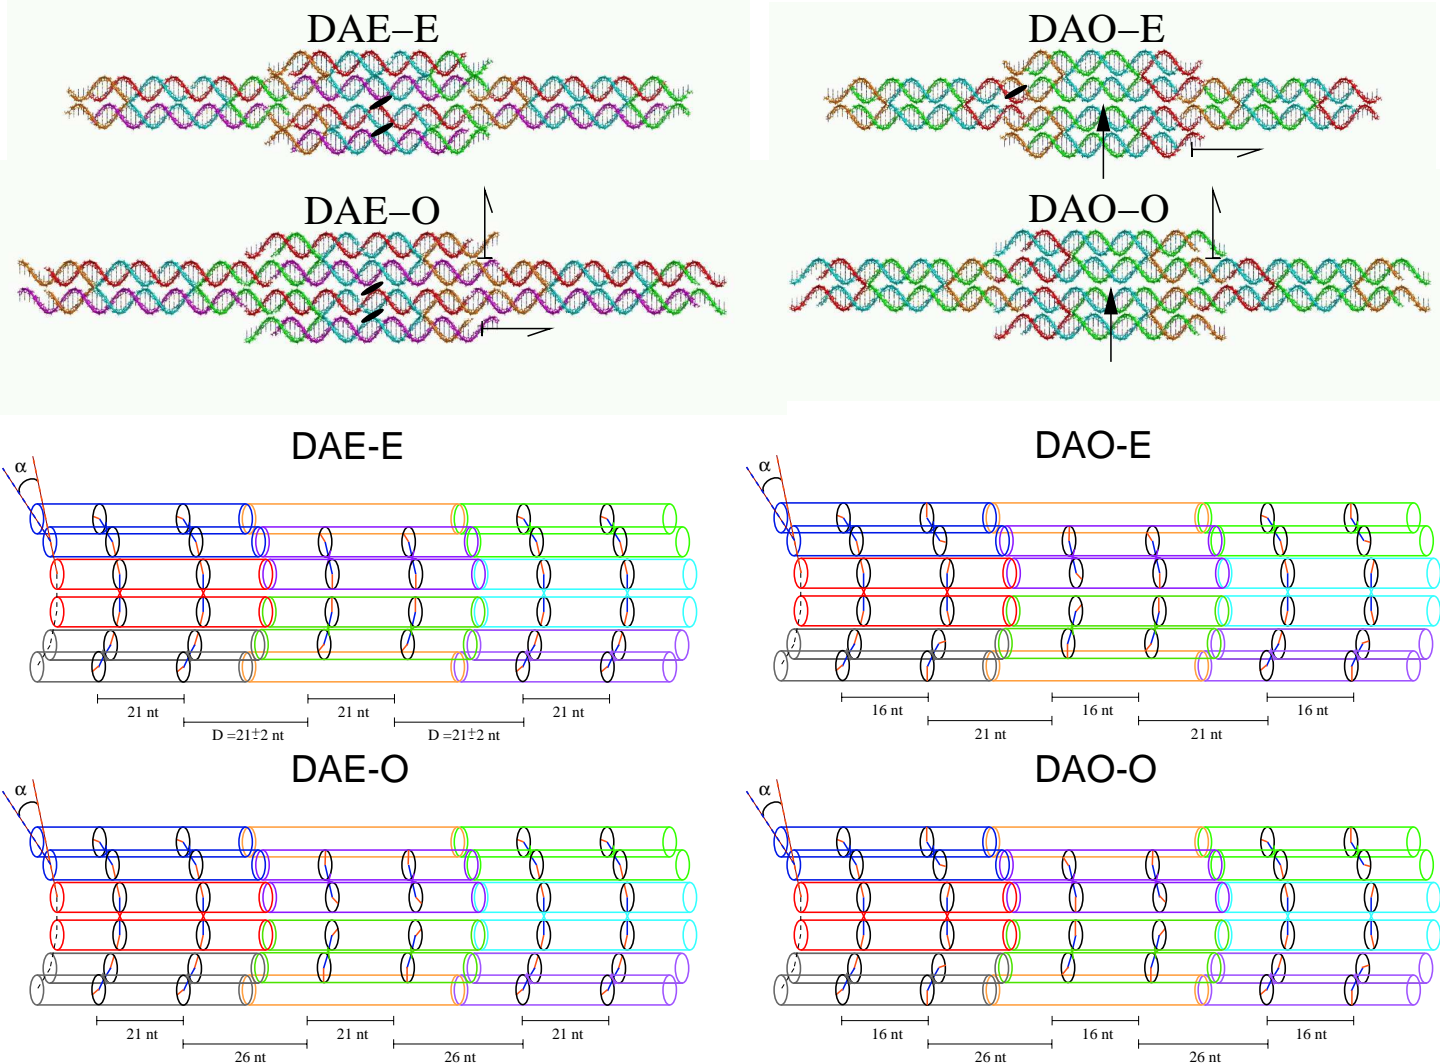 DAE–E
DAO–E
DAE–O
DAO–O
DAE-E
DAO-E
α
α
21 nt
21 nt
21 nt
D =21±2 nt
D =21±2 nt
16 nt
16 nt
16 nt
21 nt
21 nt
DAE-O
DAO-O
α
α
21 nt
21 nt
21 nt
26 nt
26 nt
16 nt
16 nt
16 nt
26 nt
26 nt